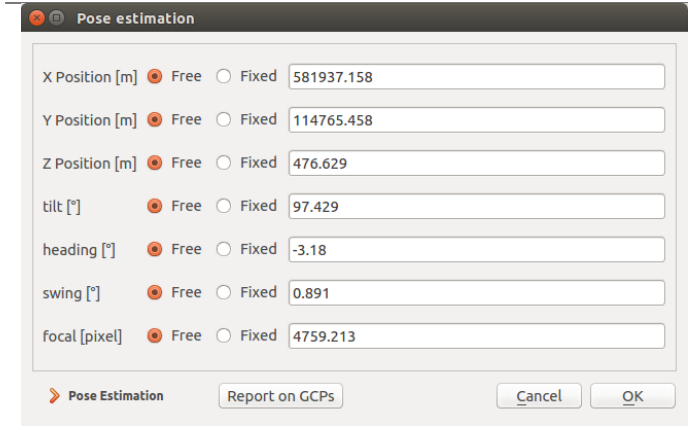 Pose estimation
X Position [m] Free Fixed 581937.158
Y Position [m] Free Fixed 114765.458
Z Position [m] Free Fixed 476.629
tilt [°] Free Fixed 97.429
heading [°] Free Fixed -3.18
swing [°] Free Fixed 0.891
focal [pixel] Free Fixed 4759.213
Pose Estimation Report on GCPs Cancel OK